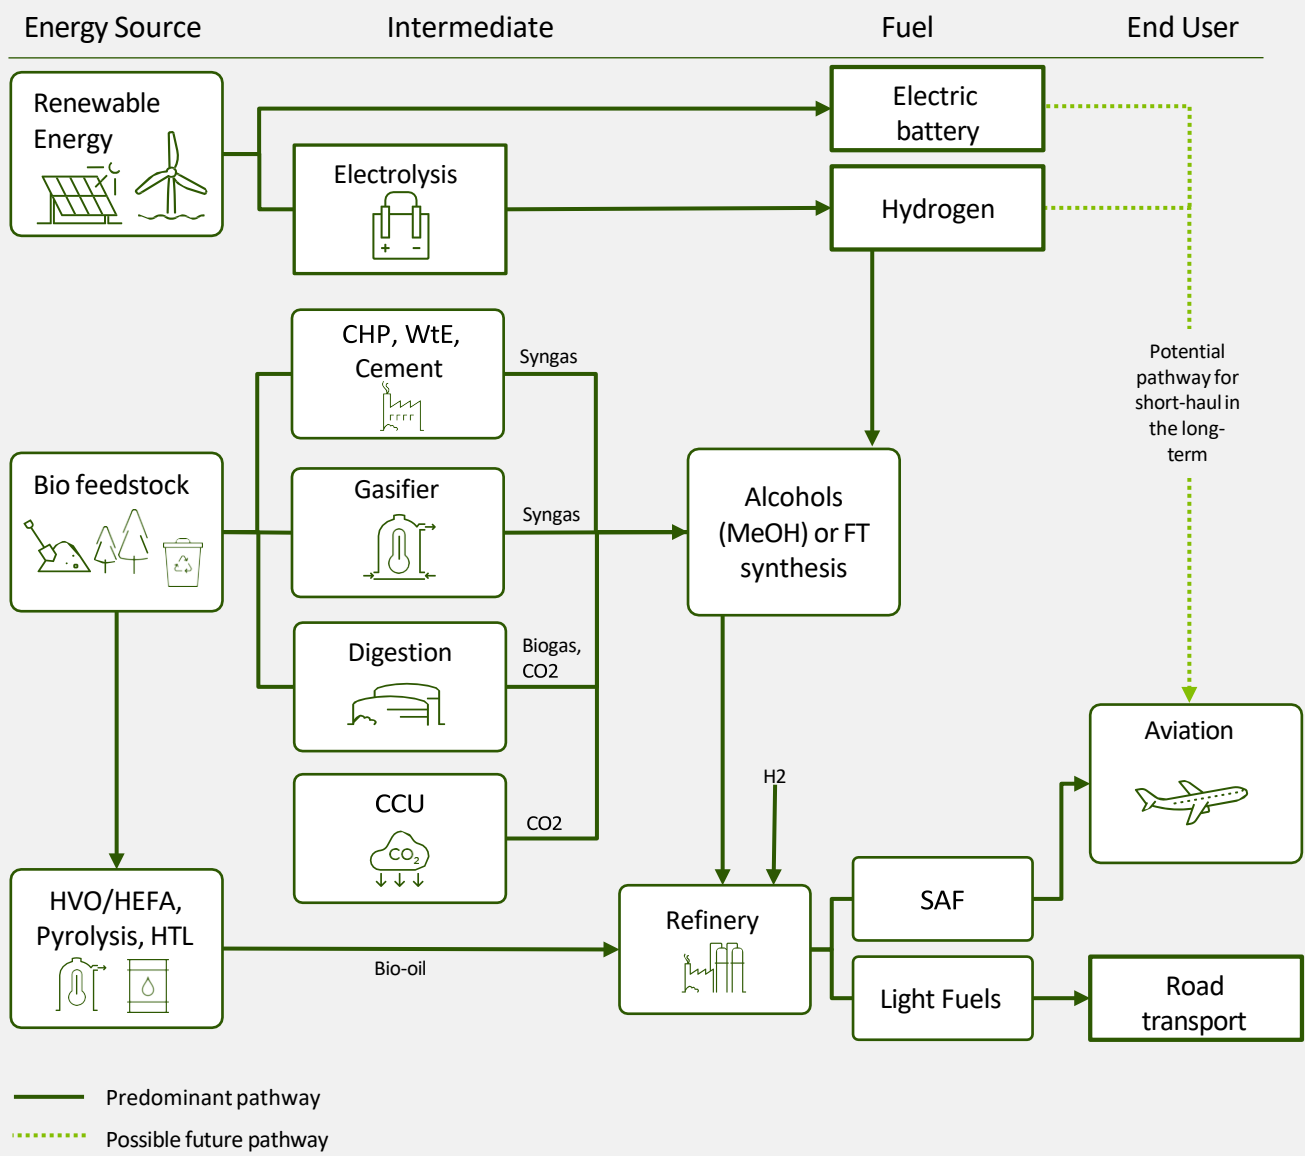 Energy Source
Intermediate
Fuel
End User
Renewable
Energy
Electrolysis
+ −
Electric
battery
Hydrogen
CHP, WtE,
Cement
Syngas
Potential
pathway for
short-haul in
the long-
term
Bio feedstock
Gasifier
Syngas
Alcohols
(MeOH) or FT
synthesis
Digestion
Biogas,
CO2
Aviation
CCU
CO₂
CO2
H2
HVO/HEFA,
Pyrolysis, HTL
Bio-oil
Refinery
SAF
Light Fuels
Road
transport
Predominant pathway
Possible future pathway